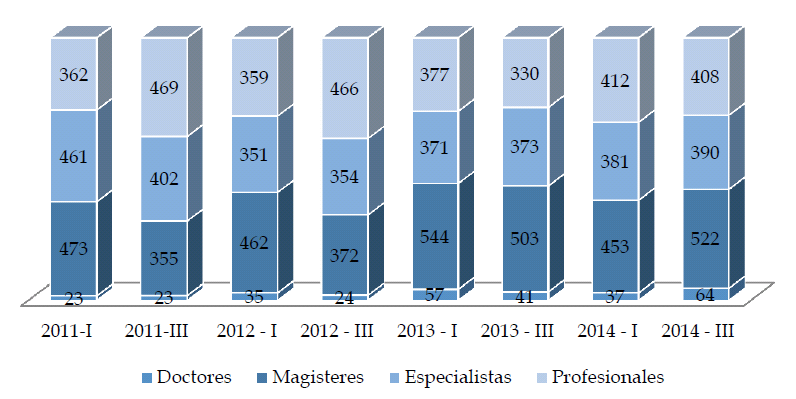 362 469 359 466 377 330 412 408
461 402 351 354 371 373 381 390
473 355 462 372 544 503 453 522
23 23 35 24 57 41 37 64
2011-I 2011-III 2012 - I 2012 - III 2013 - I 2013 - III 2014 - I 2014 - III
Doctores Magisteres Especialistas Profesionales